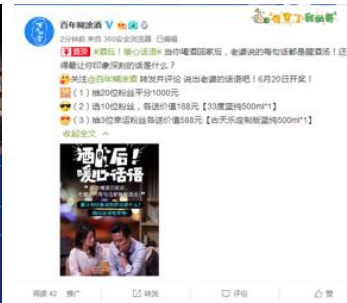 百年糊涂酒
2分钟前 来自 360安全浏览器 已编辑
置顶 #酒后！暖心话语# 当你喝酒回家后，老婆说的每句话都是醒酒汤！还
得最让你印象深刻的话是什么？
关注@百年糊涂酒 转发并评论 说出老婆的话语吧！6月20日开奖！
（1）抽20位粉丝平分1000元
（2）选10位粉丝，各送价值188元【33度蓝纯500ml*1】
（3）抽3位幸运粉丝各送价值588元【古天乐定制版蓝纯500ml*1】
收起全文
酒后！
暖心话语
阅读 42 推广 转发 评论 赞